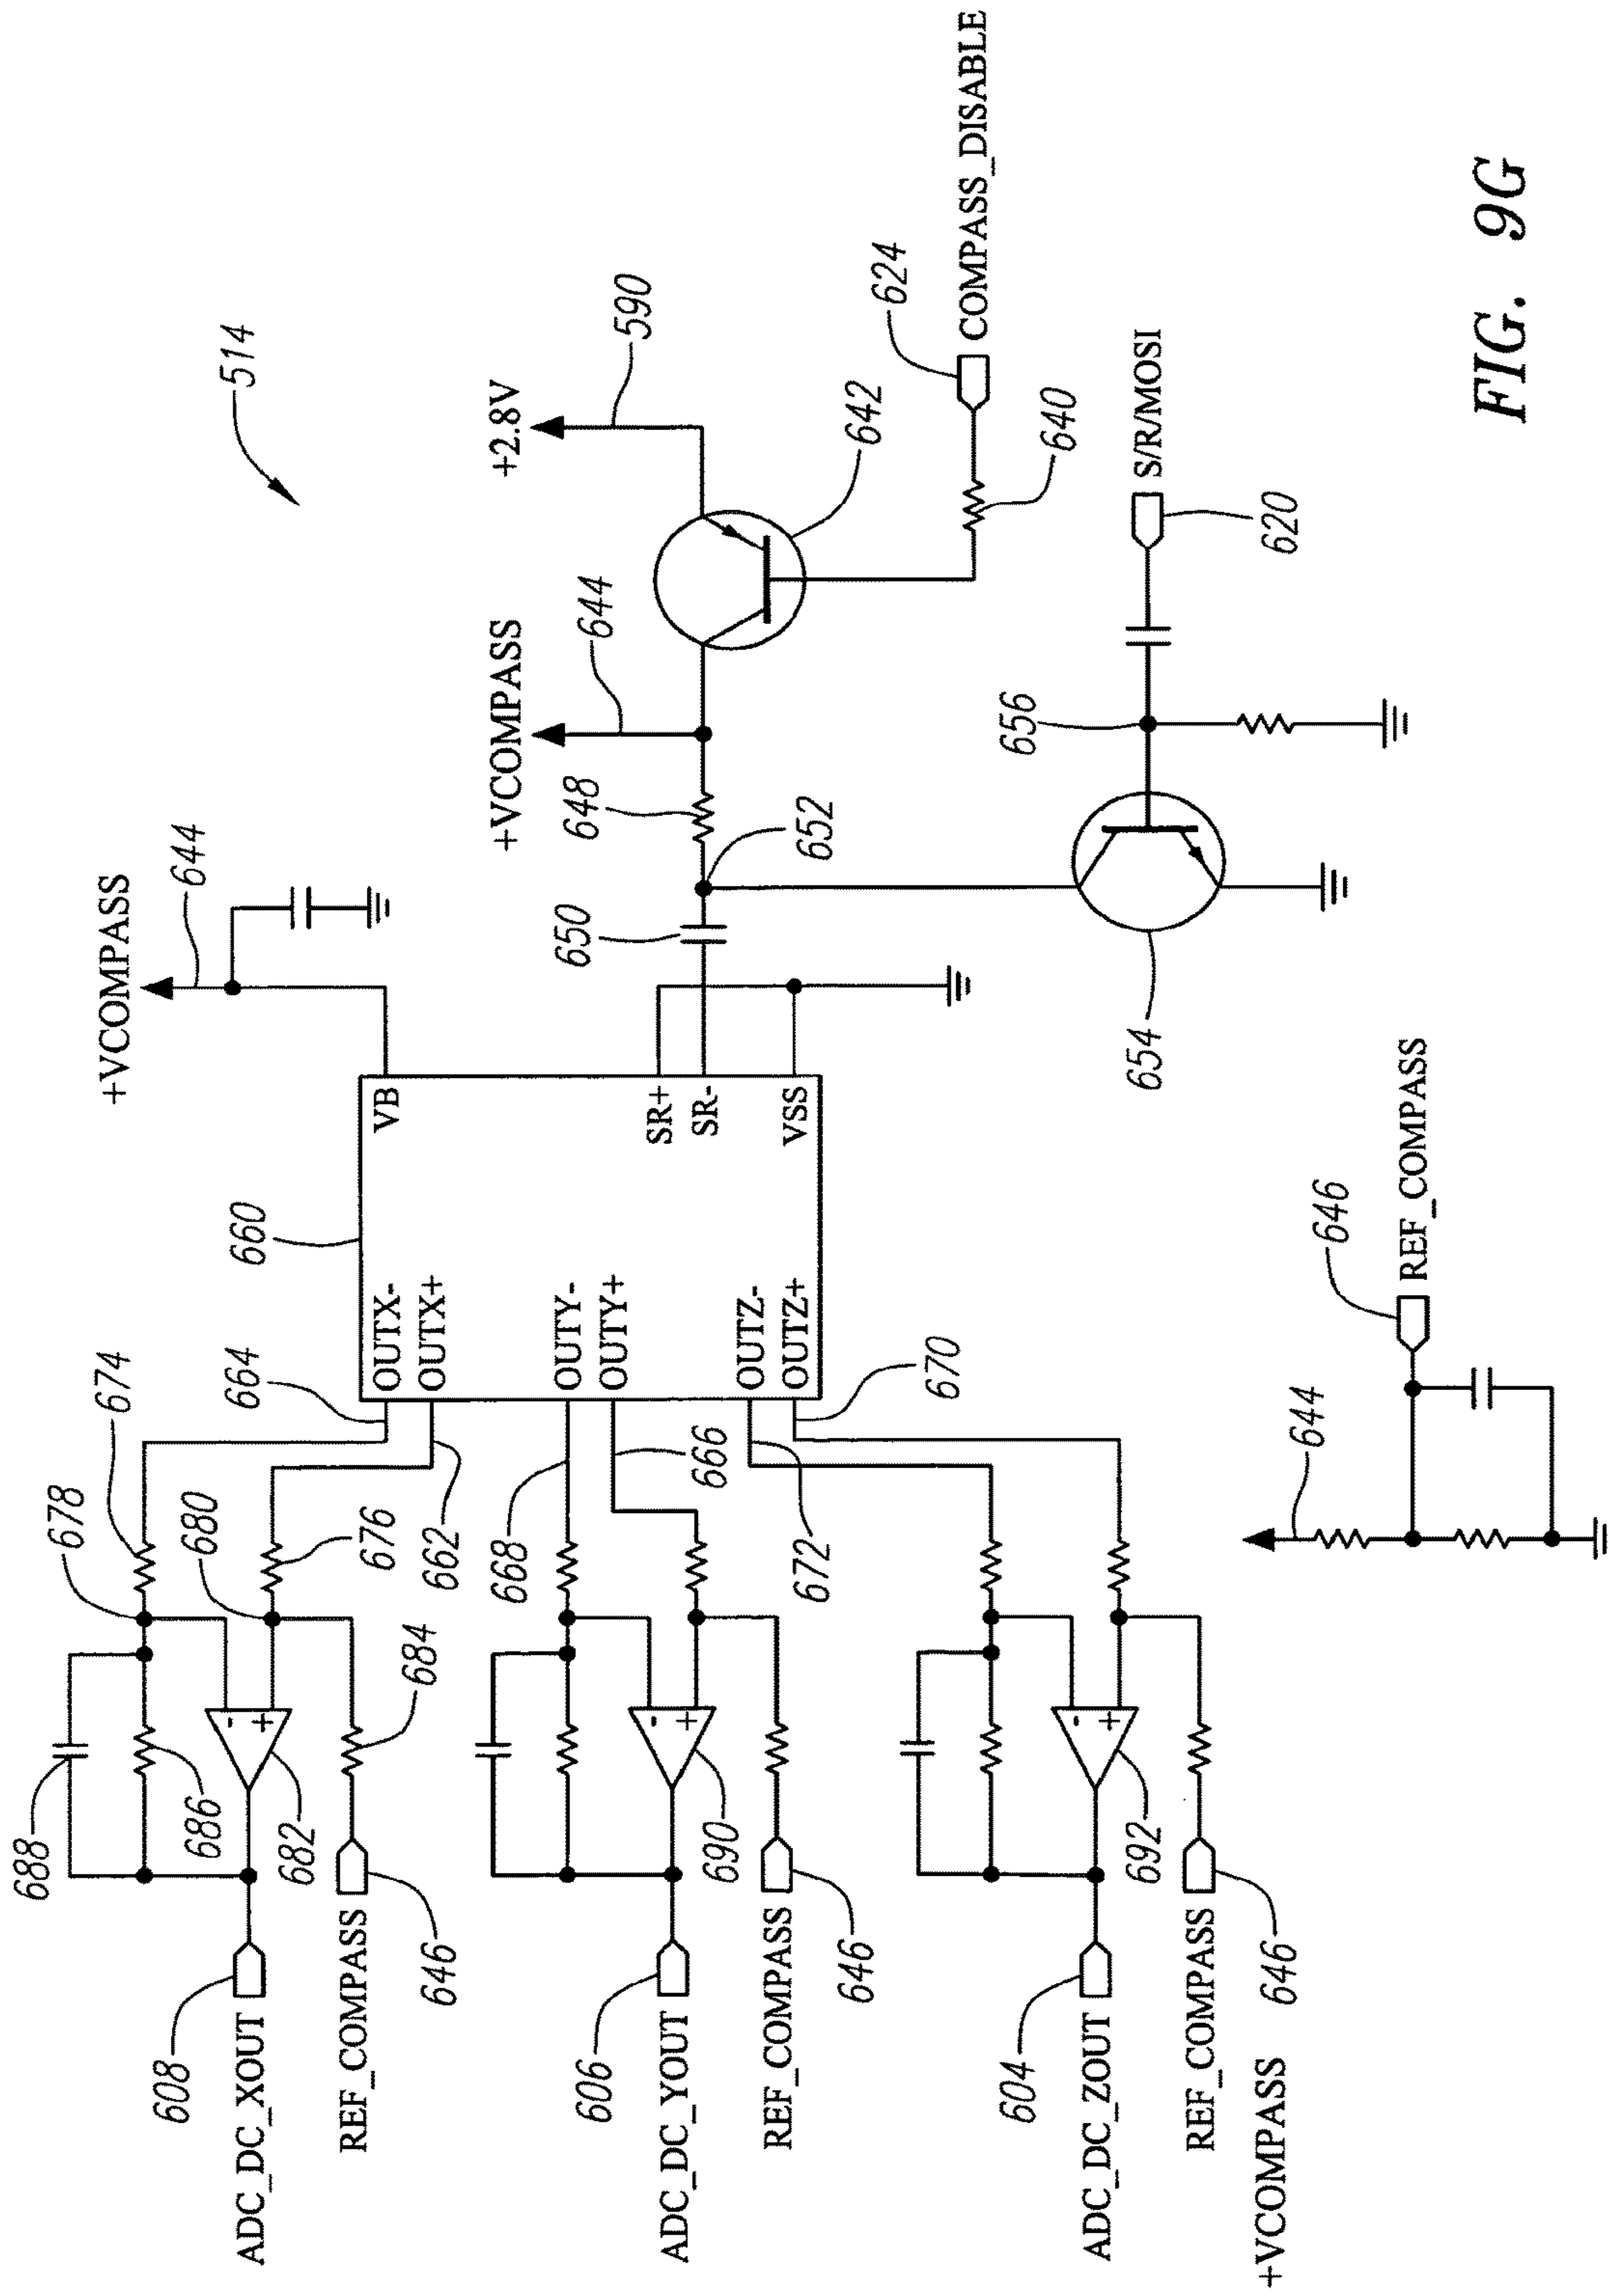 514
+VCOMPASS
644
+VCOMPASS
644
+2.8V
590
648
650
652
642
624
COMPASS_DISABLE
640
656
S/R/MOSI
620
654
660
VB
SR+
SR-
VSS
OUTX-
OUTX+
OUTY-
OUTY+
OUTZ-
OUTZ+
674
664
678
680
676
662
688
686
682
684
608
ADC_DC_XOUT
REF_COMPASS
646
668
666
690
606
ADC_DC_YOUT
REF_COMPASS
646
672
670
692
604
ADC_DC_ZOUT
REF_COMPASS
646
+VCOMPASS
644
646
REF_COMPASS
FIG. 9G